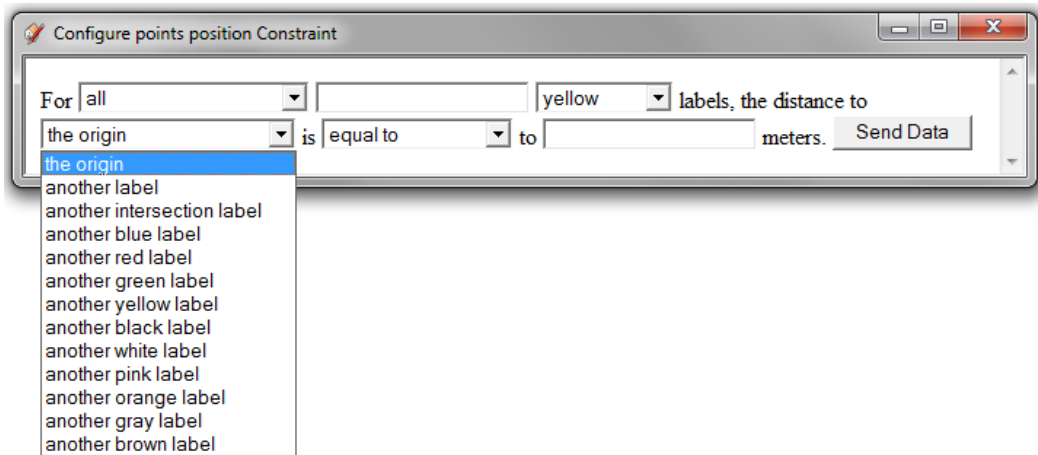 Configure points position Constraint
For all yellow labels, the distance to
the origin is equal to to meters. Send Data
the origin
another label
another intersection label
another blue label
another red label
another green label
another yellow label
another black label
another white label
another pink label
another orange label
another gray label
another brown label